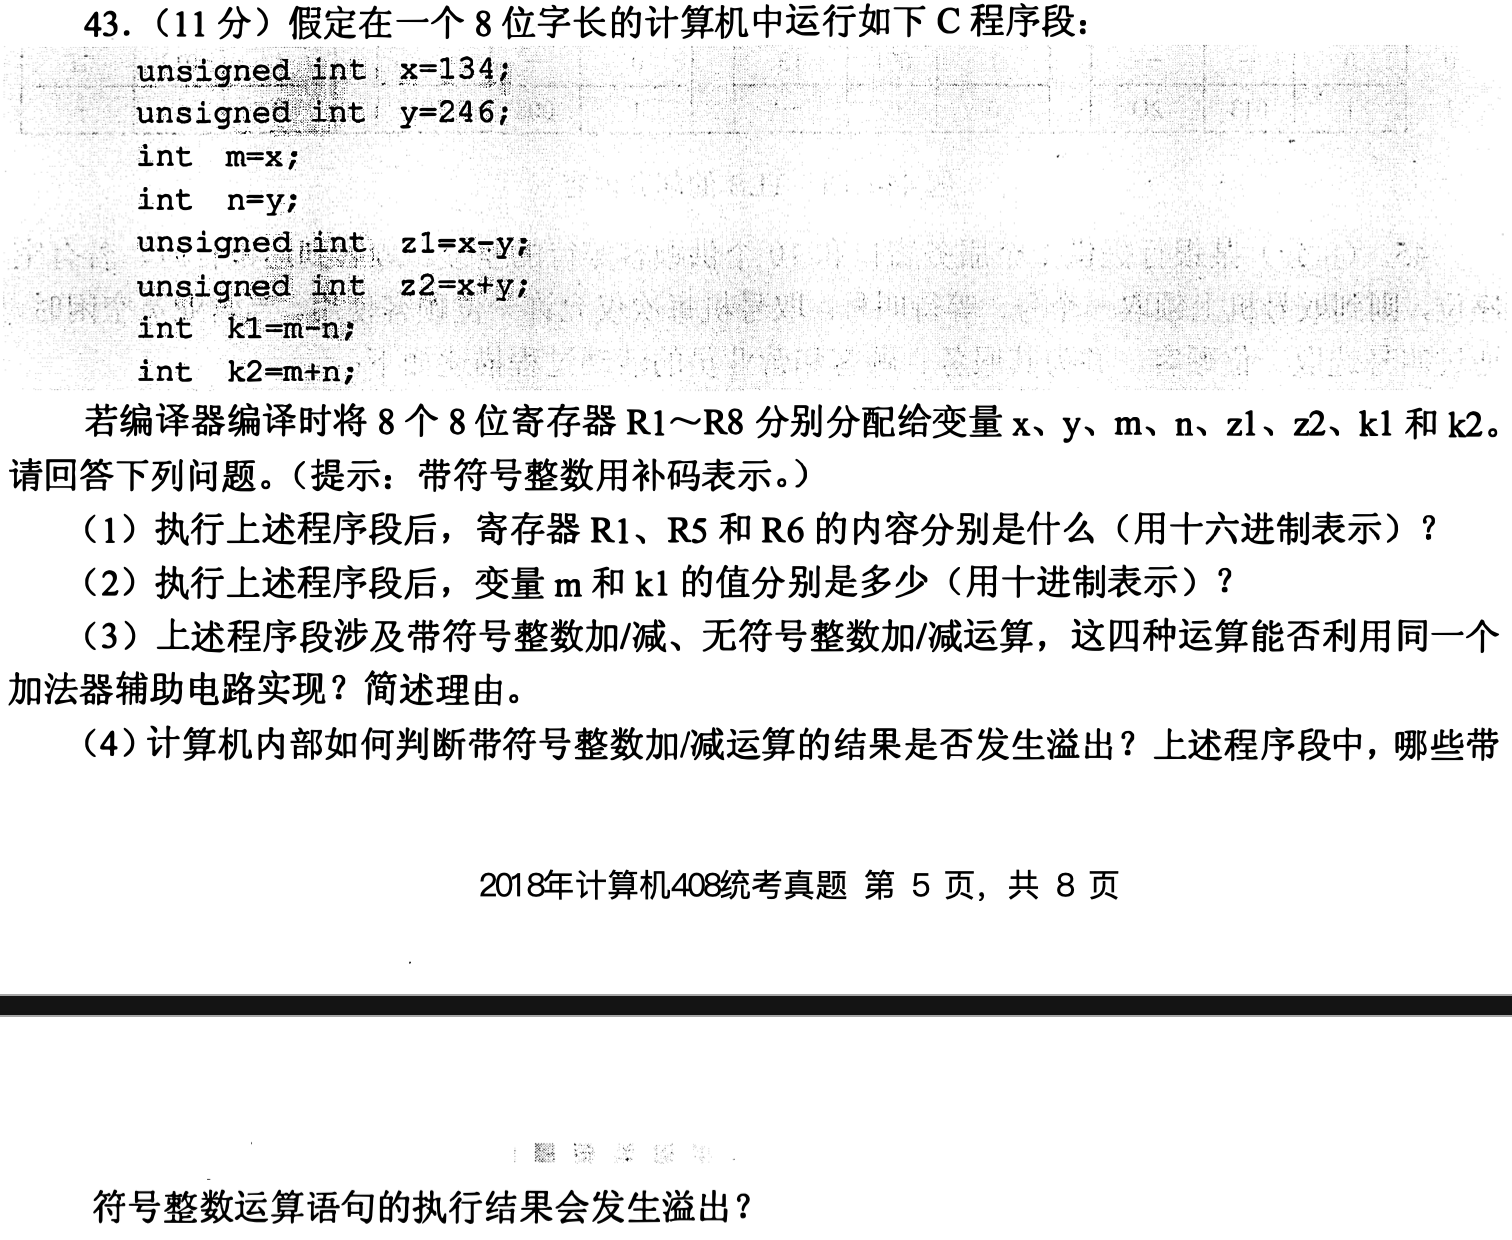 43.（11 分）假定在一个 8 位字长的计算机中运行如下 C 程序段：
unsigned int x=134;
unsigned int y=246;
int m=x;
int n=y;
unsigned int z1=x-y;
unsigned int z2=x+y;
int k1=m-n;
int k2=m+n;
若编译器编译时将 8 个 8 位寄存器 R1～R8 分别分配给变量 x、y、m、n、z1、z2、k1 和 k2。
请回答下列问题。（提示：带符号整数用补码表示。）
（1）执行上述程序段后，寄存器 R1、R5 和 R6 的内容分别是什么（用十六进制表示）？
（2）执行上述程序段后，变量 m 和 k1 的值分别是多少（用十进制表示）？
（3）上述程序段涉及带符号整数加/减、无符号整数加/减运算，这四种运算能否利用同一个
加法器辅助电路实现？简述理由。
（4）计算机内部如何判断带符号整数加/减运算的结果是否发生溢出？上述程序段中，哪些带
2018年计算机408统考真题 第 5 页，共 8 页
符号整数运算语句的执行结果会发生溢出？